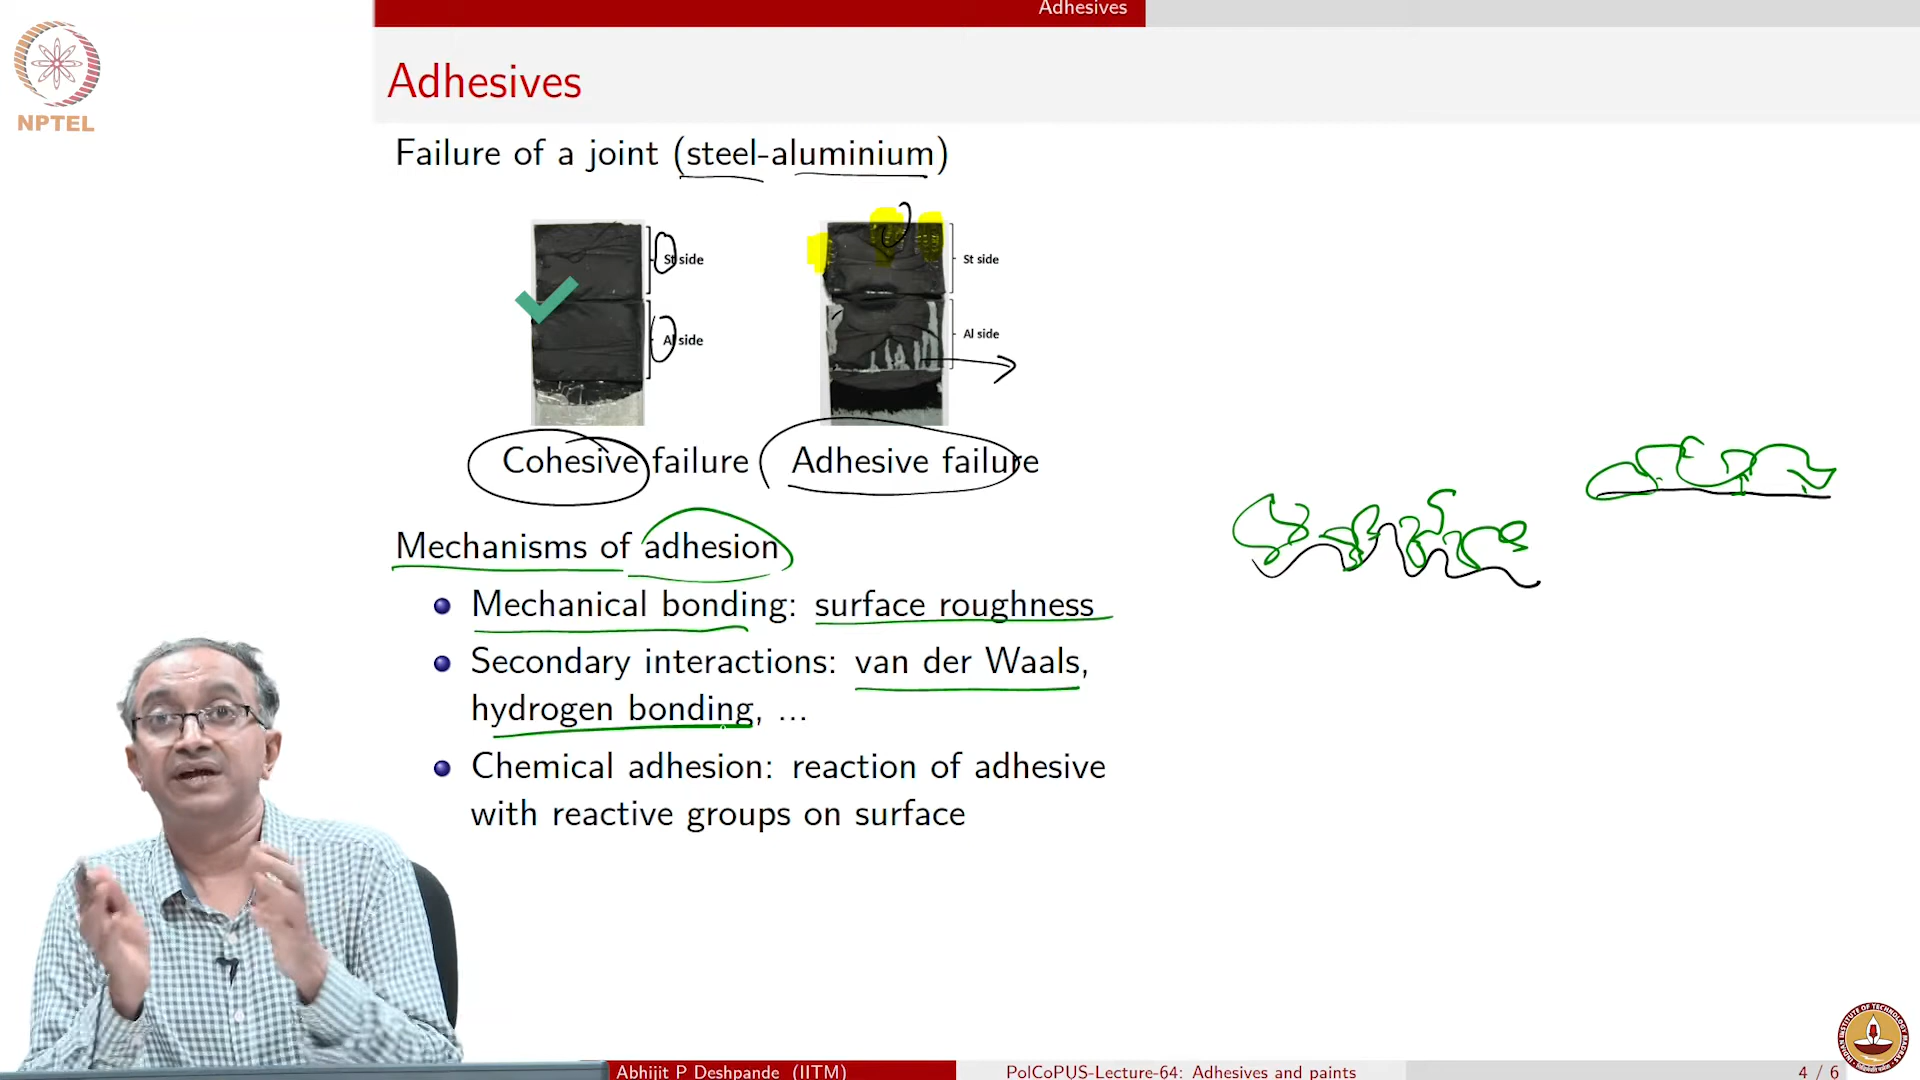 Adhesives
NPTEL
Adhesives
Failure of a joint (steel-aluminium)
St side
Al side
St side
Al side
Cohesive failure
Adhesive failure
Mechanisms of adhesion
Mechanical bonding: surface roughness
Secondary interactions: van der Waals,
hydrogen bonding, ...
Chemical adhesion: reaction of adhesive
with reactive groups on surface
Abhijit P Deshpande (IITM)
PolCoPUS-Lecture-64: Adhesives and paints
4 / 6